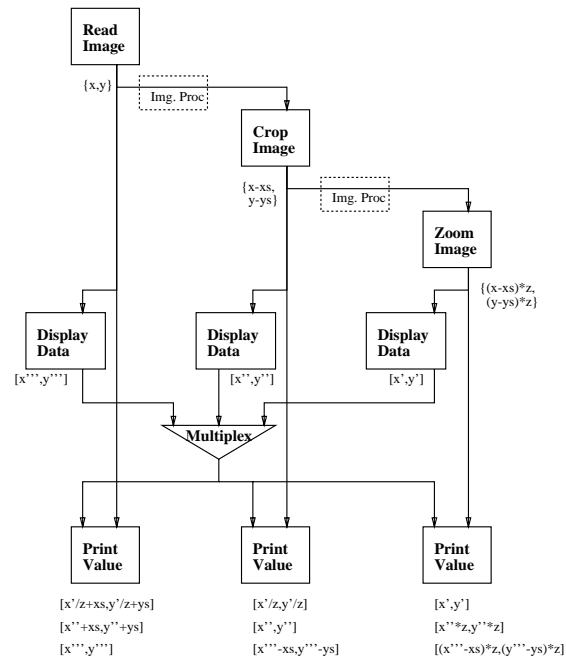 Read
Image
{x,y}
Img. Proc
Crop
Image
{x-xs,
y-ys}
Img. Proc
Zoom
Image
{(x-xs)*z,
(y-ys)*z}
Display
Data
Display
Data
Display
Data
[x''',y''']
[x'',y'']
[x',y']
Multiplex
Print
Value
Print
Value
Print
Value
[x'/z+xs,y'/z+ys]
[x'/z,y'/z]
[x',y']
[x''+xs,y''+ys]
[x'',y'']
[x''*z,y''*z]
[x''',y''']
[x'''-xs,y'''-ys]
[(x'''-xs)*z,(y'''-ys)*z]